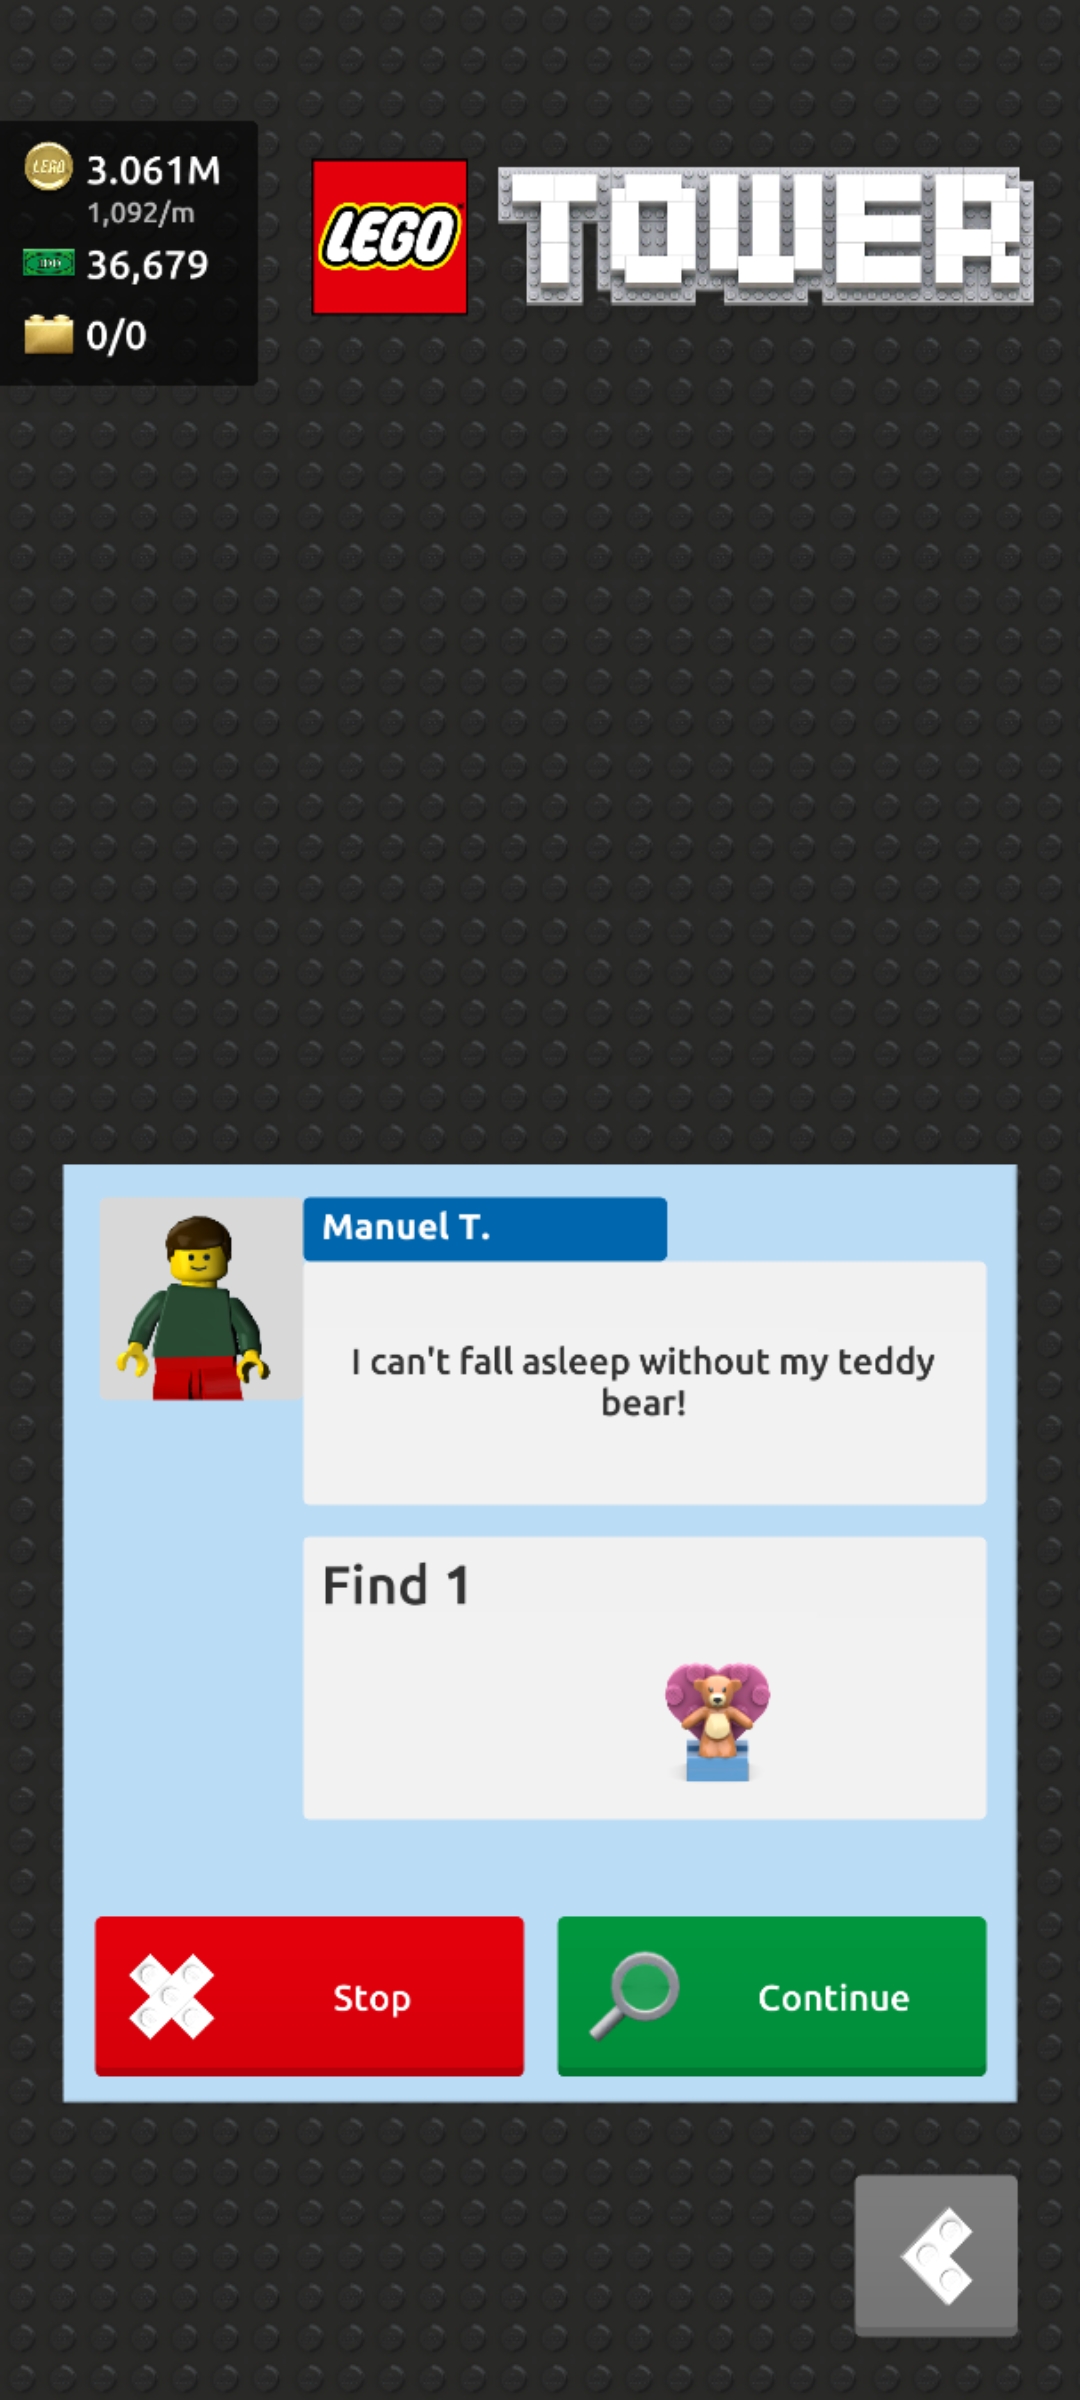 3.061M
1,092/m
36,679
0/0
LEGO
TOWER
Manuel T.
I can't fall asleep without my teddy
bear!
Find 1
Stop
Continue